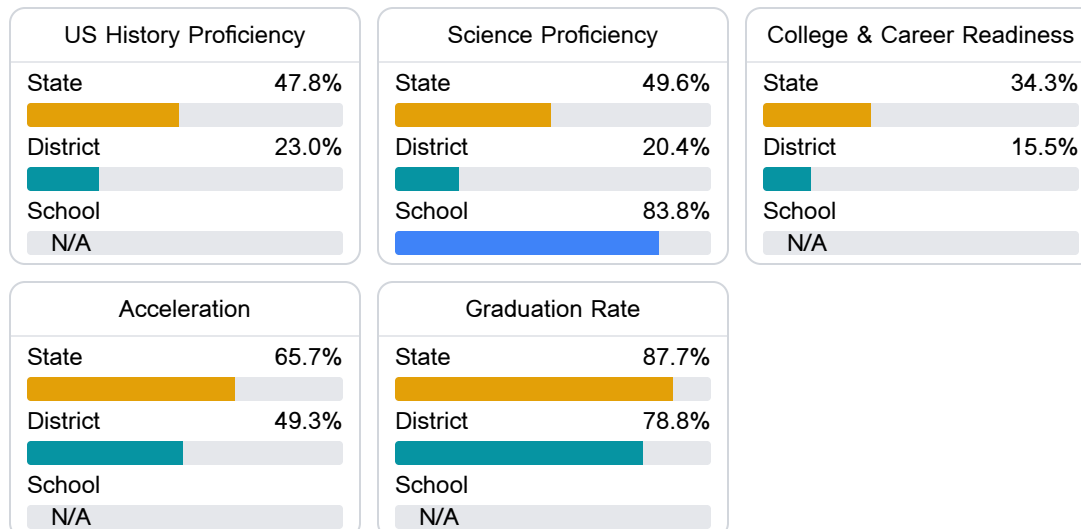 US History Proficiency
State 47.8%
District 23.0%
School
N/A
Science Proficiency
State 49.6%
District 20.4%
School 83.8%
College & Career Readiness
State 34.3%
District 15.5%
School
N/A
Acceleration
State 65.7%
District 49.3%
School
N/A
Graduation Rate
State 87.7%
District 78.8%
School
N/A